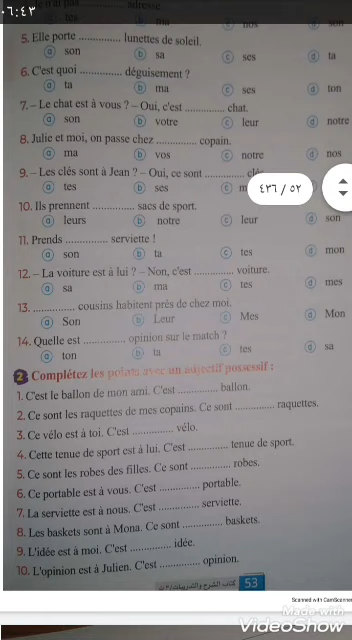 ٠٦:٤٣
adresse
son
5. Elle porte .............. lunettes de soleil.
ⓐ son ⓑ sa ⓒ ses ⓓ ta
6. C'est quoi .............. déguisement ?
ⓐ ta ⓑ ma ⓒ ses ⓓ ton
7. – Le chat est à vous ? – Oui, c'est .............. chat.
ⓐ son ⓑ votre ⓒ leur ⓓ notre
8. Julie et moi, on passe chez .............. copain.
ⓐ ma ⓑ vos ⓒ notre ⓓ nos
9. – Les clés sont à Jean ? – Oui, ce sont ..............
ⓐ tes ⓑ ses ⓒ
٥٢ / ٤٣٦
10. Ils prennent .............. sacs de sport.
ⓐ leurs ⓑ notre ⓒ leur ⓓ son
11. Prends .............. serviette !
ⓐ son ⓑ ta ⓒ tes ⓓ mon
12. – La voiture est à lui ? – Non, c'est .............. voiture.
ⓐ sa ⓑ ma ⓒ tes ⓓ mes
13. .............. cousins habitent près de chez moi.
ⓐ Son ⓑ Leur ⓒ Mes ⓓ Mon
14. Quelle est .............. opinion sur le match ?
ⓐ ton ⓑ ta ⓒ tes ⓓ sa
2 Complétez les points avec un adjectif possessif :
1. C'est le ballon de mon ami. C'est .............. ballon.
2. Ce sont les raquettes de mes copains. Ce sont .............. raquettes.
3. Ce vélo est à toi. C'est .............. vélo.
4. Cette tenue de sport est à lui. C'est .............. tenue de sport.
5. Ce sont les robes des filles. Ce sont .............. robes.
6. Ce portable est à vous. C'est .............. portable.
7. La serviette est à nous. C'est .............. serviette.
8. Les baskets sont à Mona. Ce sont .............. baskets.
9. L'idée est à moi. C'est .............. idée.
10. L'opinion est à Julien. C'est .............. opinion.
كتاب الشرح والتدريبات 53
Scanned with CamScanner
Made with
VideoShow